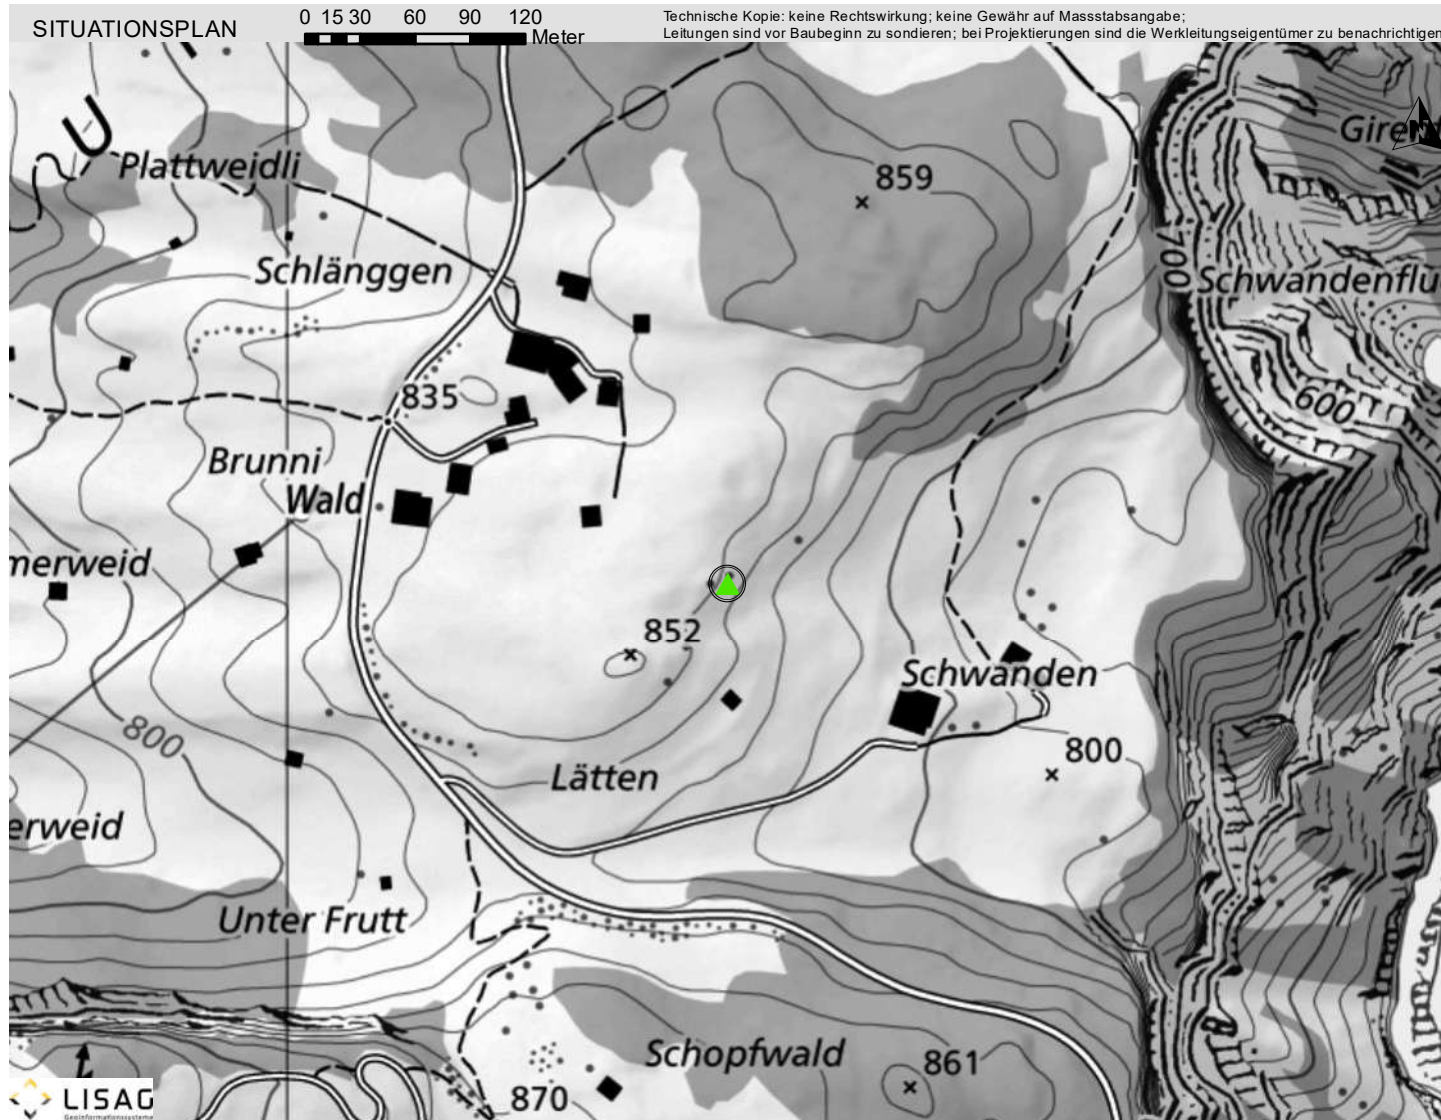 SITUATIONSPLAN
0 15 30 60 90 120
Meter
Technische Kopie: keine Rechtswirkung; keine Gewähr auf Massstabsangabe;
Leitungen sind vor Baubeginn zu sondieren; bei Projektierungen sind die Werkleitungseigentümer zu benachrichtigen
U
N
Plattweidli
859
Schlänggen
700
Schwandenflu
835
600
Brunni
Wald
merweid
852
Schwanden
800
800
Lätten
erweid
Unter Frutt
Schopfwald
861
870
LISAG
Geoinformationssysteme